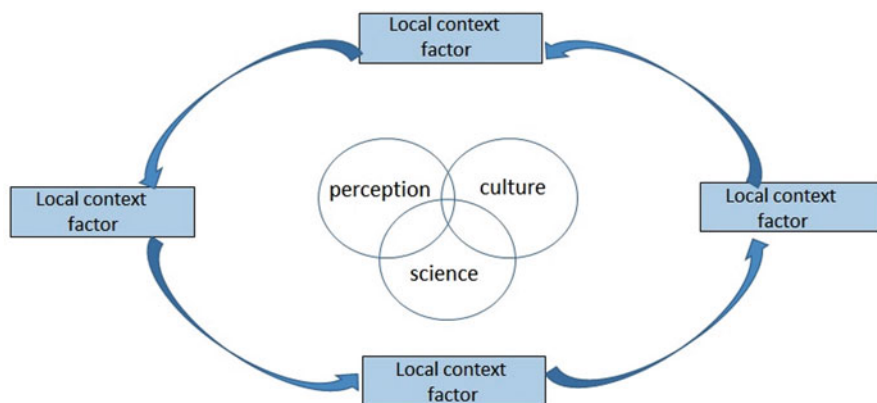 Local context
factor
perception
culture
Local context
factor
Local context
factor
science
Local context
factor